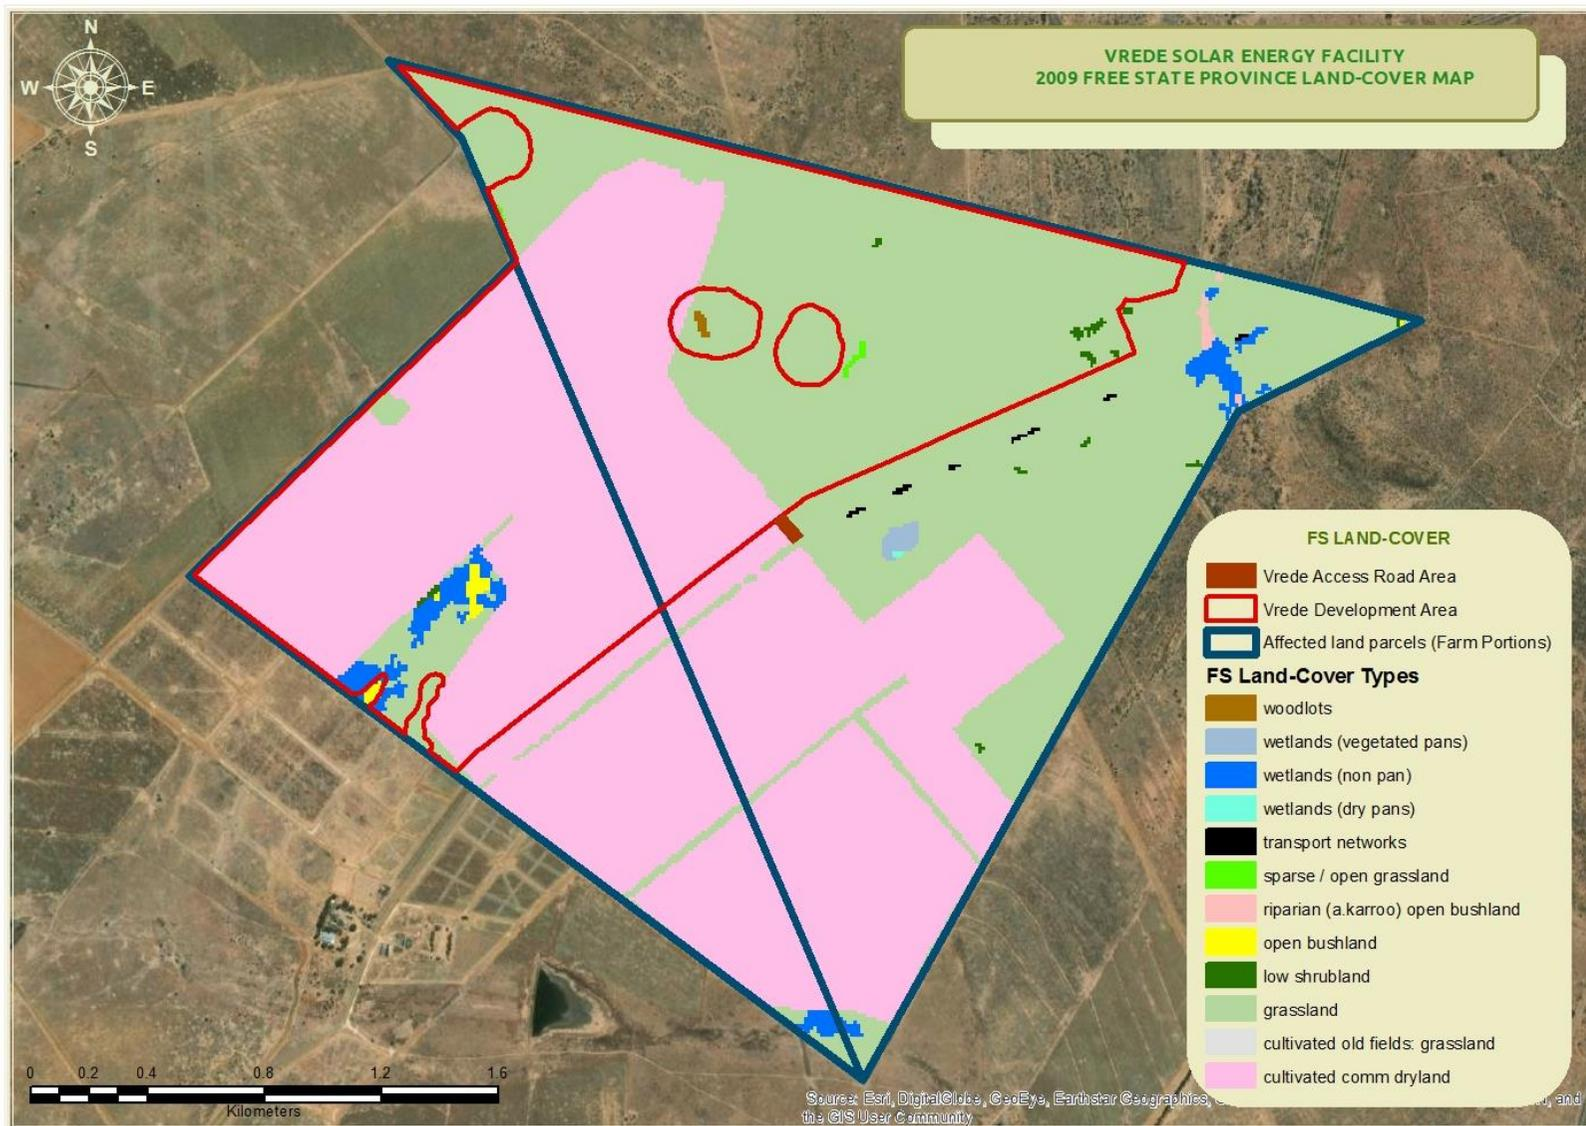 N
W E
S
VREDE SOLAR ENERGY FACILITY
2009 FREE STATE PROVINCE LAND-COVER MAP
FS LAND-COVER
Vrede Access Road Area
Vrede Development Area
Affected land parcels (Farm Portions)
FS Land-Cover Types
woodlots
wetlands (vegetated pans)
wetlands (non pan)
wetlands (dry pans)
transport networks
sparse / open grassland
riparian (a.karroo) open bushland
open bushland
low shrubland
grassland
cultivated old fields: grassland
cultivated comm dryland
0 0.2 0.4 0.8 1.2 1.6
Kilometers
Source: Esri, DigitalGlobe, GeoEye, Earthstar Geographics, and
the GIS User Community